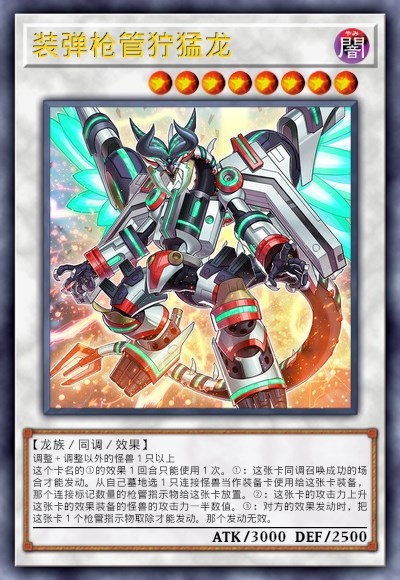 装弹枪管狞猛龙
やみ
闇
【龙族／同调／效果】
调整＋调整以外的怪兽1只以上
这个卡名的①的效果1回合只能使用1次。①：这张卡同调召唤成功的场
合才能发动。从自己墓地选1只连接怪兽当作装备卡使用给这张卡装备，
那个连接标记数量的枪管指示物给这张卡放置。②：这张卡的攻击力上升
这张卡的效果装备的怪兽的攻击力一半数值。③：对方的效果发动时，把
这张卡1个枪管指示物取除才能发动。那个发动无效。
ATK/3000 DEF/2500